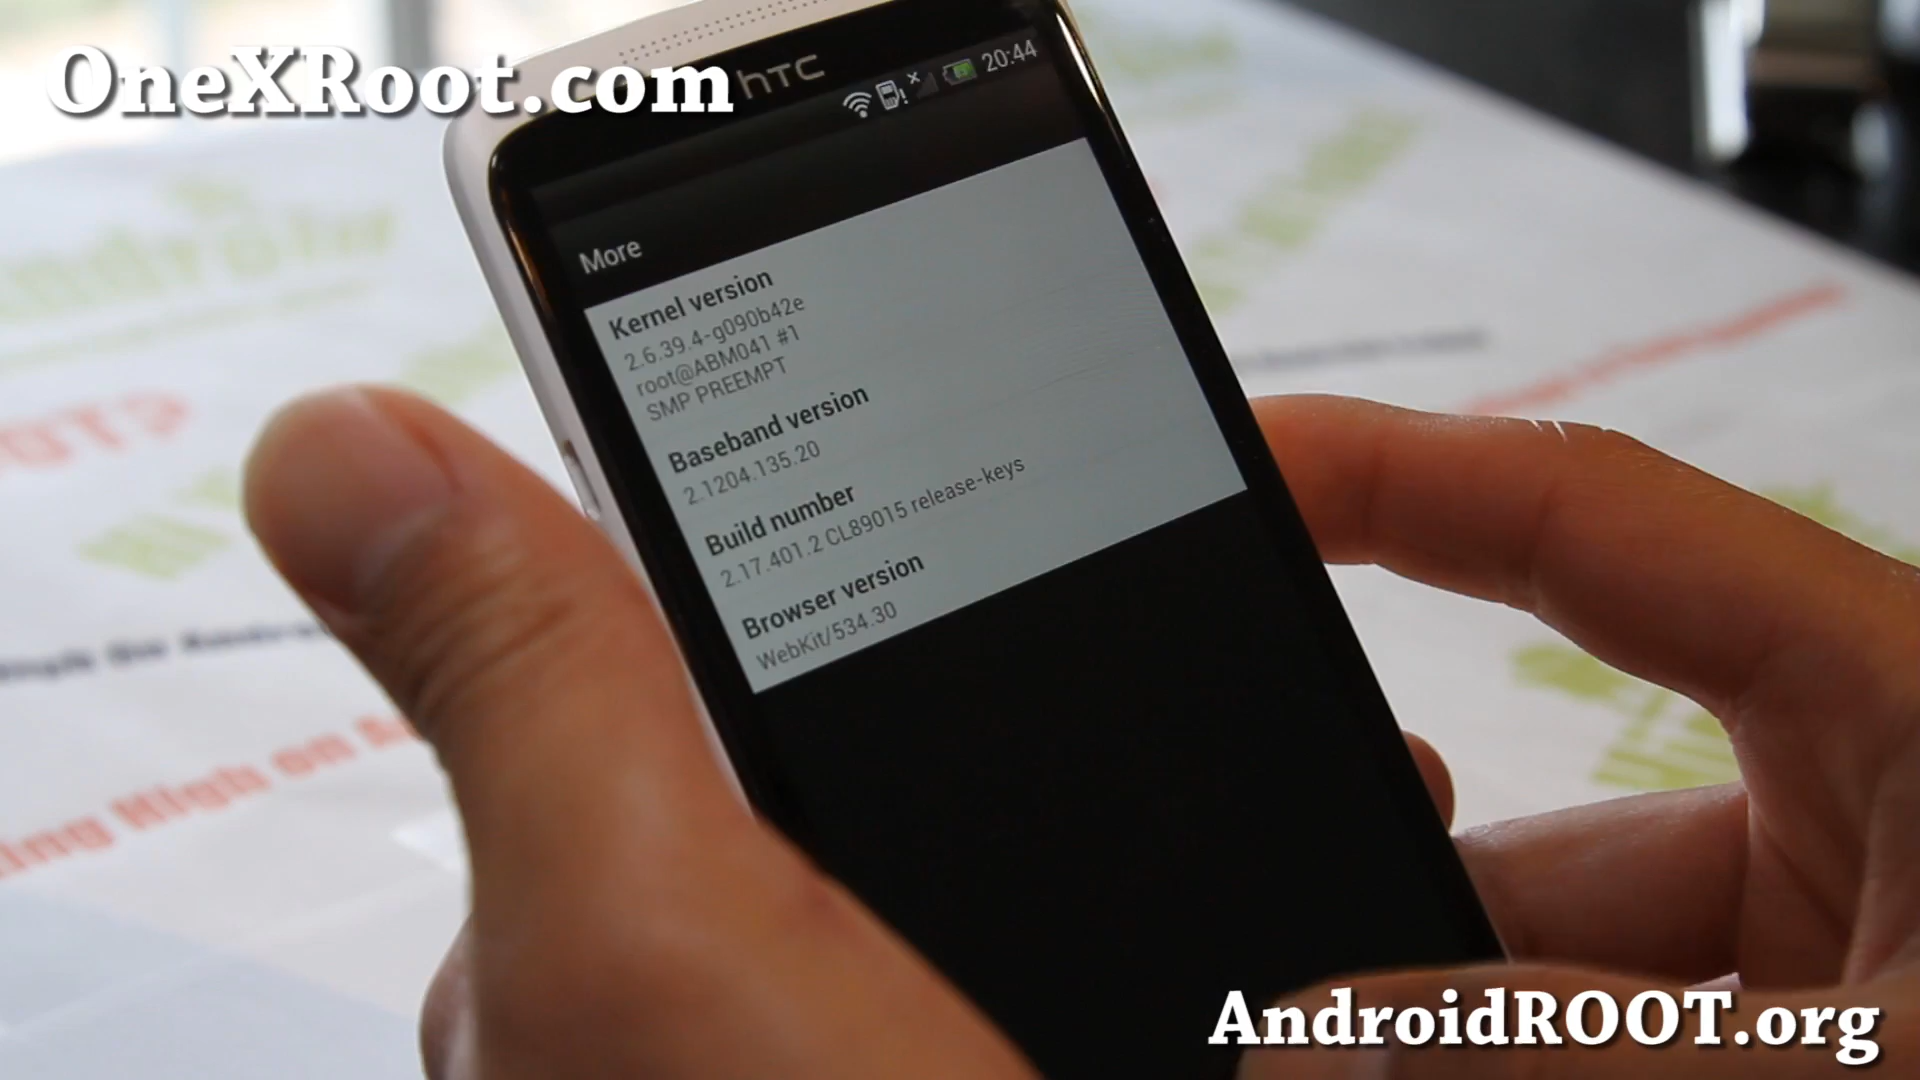 OneXRoot.com
hTC
20:44
More
Kernel version
2.6.39.4-g090b42e
root@ABM041 #1
SMP PREEMPT
Baseband version
2.1204.135.20
Build number
2.17.401.2 CL89015 release-keys
Browser version
WebKit/534.30
High on
AndroidROOT.org